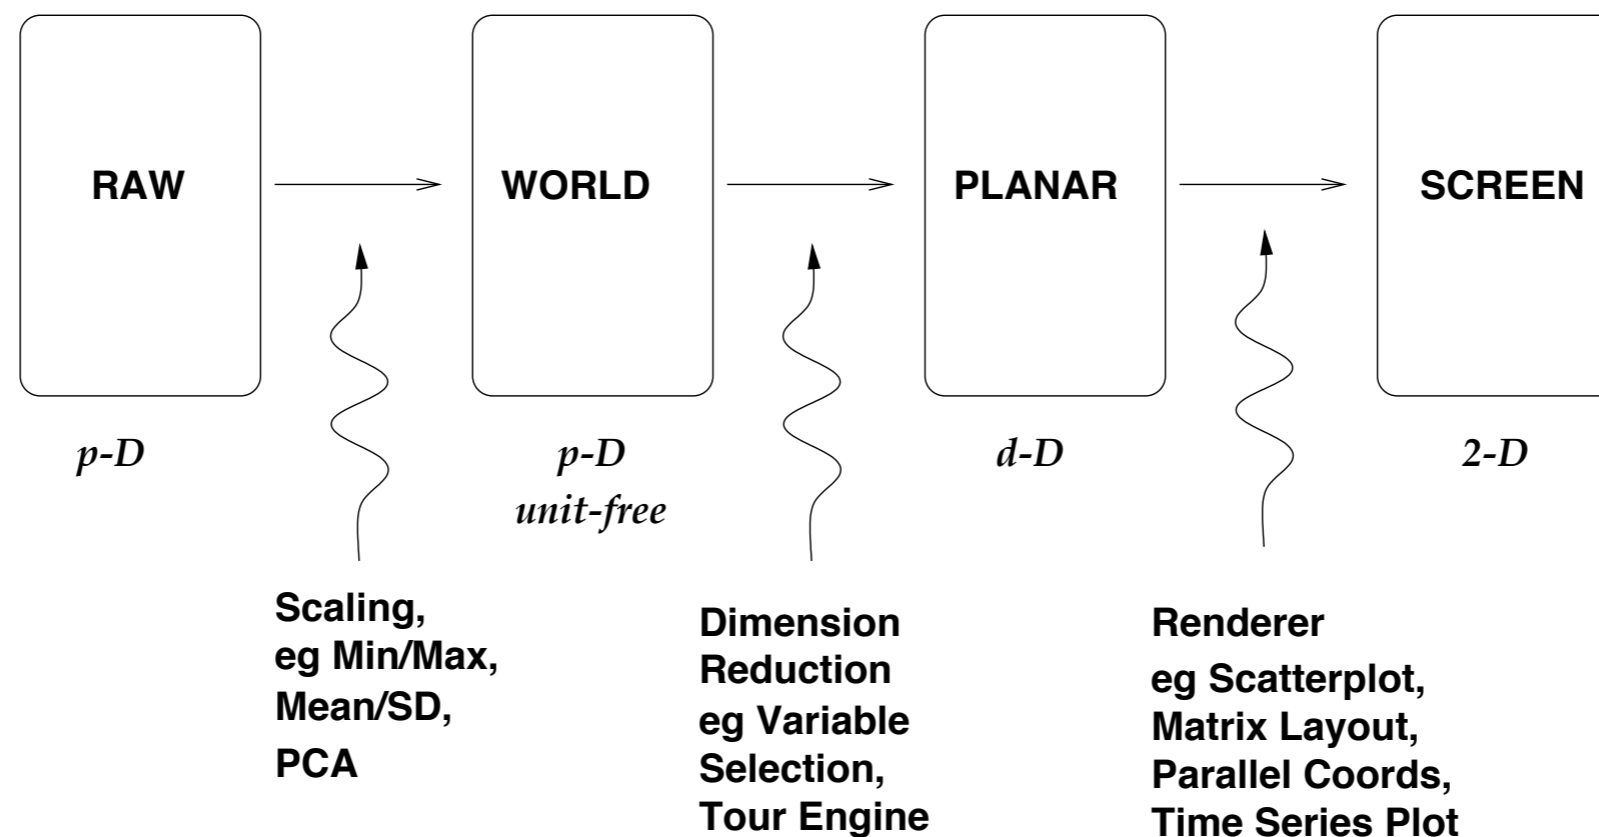 RAW
WORLD
PLANAR
SCREEN
p-D
p-D
unit-free
d-D
2-D
Scaling,
eg Min/Max,
Mean/SD,
PCA
Dimension
Reduction
eg Variable
Selection,
Tour Engine
Renderer
eg Scatterplot,
Matrix Layout,
Parallel Coords,
Time Series Plot